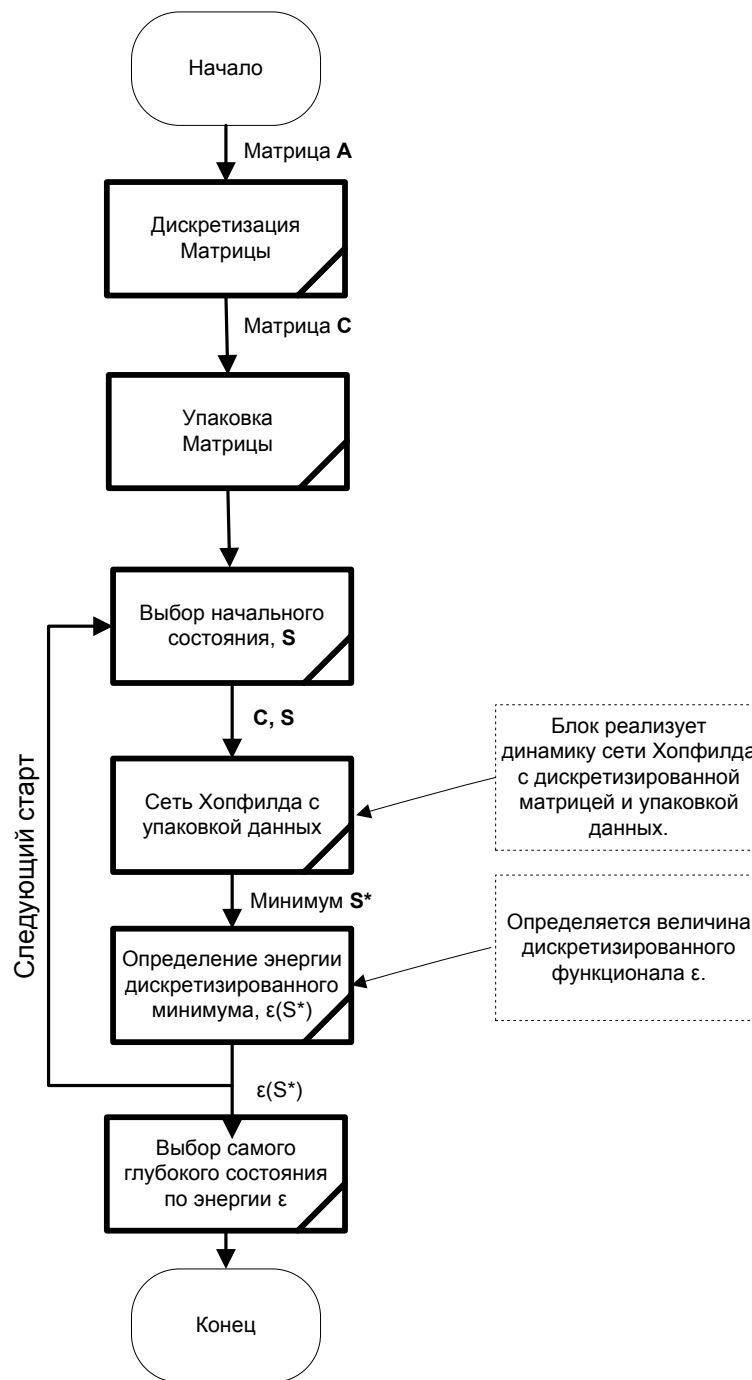 Начало
Матрица A
Дискретизация
Матрицы
Матрица C
Упаковка
Матрицы
Выбор начального
состояния, S
C, S
Следующий старт
Сеть Хопфилда с
упаковкой данных
Блок реализует
динамику сети Хопфилда
с дискретизированной
матрицей и упаковкой
данных.
Минимум S*
Определение энергии
дискретизированного
минимума, ε(S*)
Определяется величина
дискретизированного
функционала ε.
ε(S*)
Выбор самого
глубокого состояния
по энергии ε
Конец